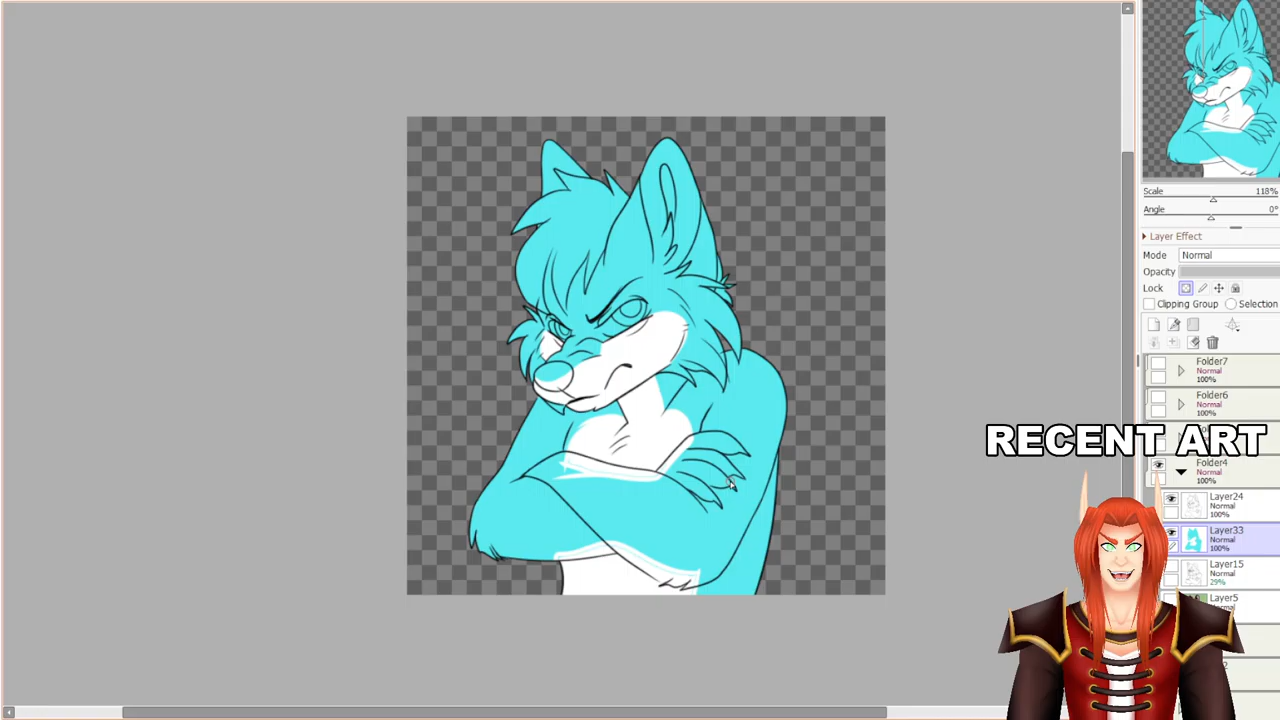 Scale 118%
Angle 0°
Layer Effect
Mode Normal
Opacity
Lock
Clipping Group Selection
Folder7
Normal
100%
Folder6
Normal
100%
RECENT ART
Folder4
Normal
100%
Layer24
Normal
100%
Layer33
Normal
100%
Layer15
Normal
29%
Layer5